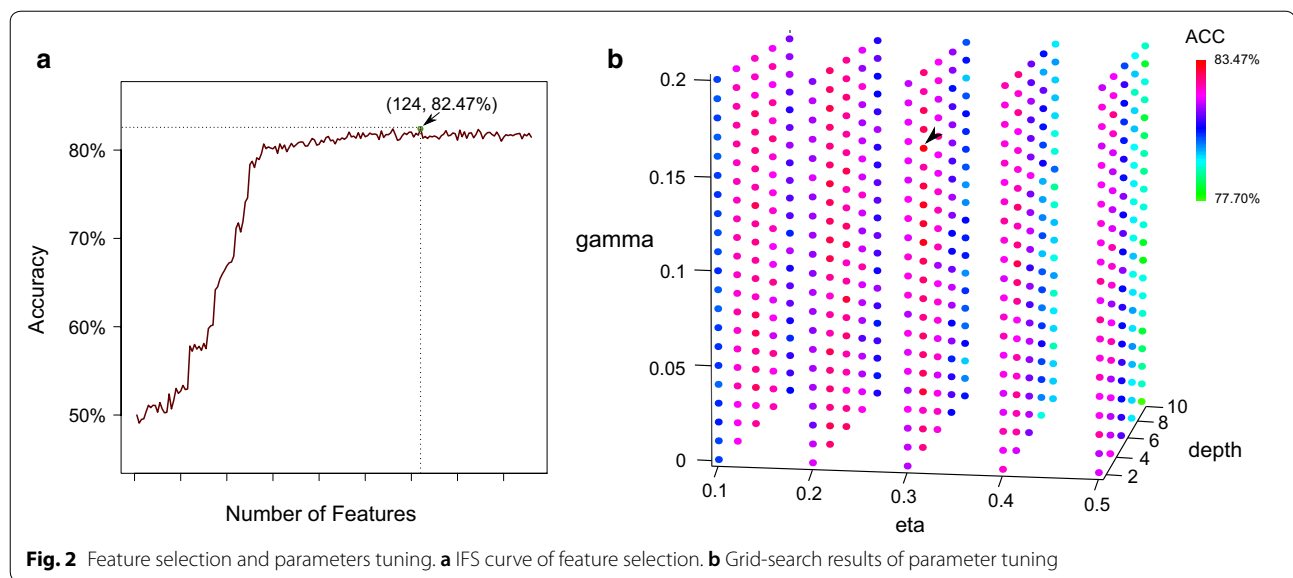 a
(124, 82.47%)
80%
70%
60%
50%
Accuracy
Number of Features
b
ACC
83.47%
77.70%
0.2
0.15
gamma
0.1
0.05
0
10
8
6
4
2
depth
0.1
0.2
0.3
0.4
0.5
eta
Fig. 2 Feature selection and parameters tuning. a IFS curve of feature selection. b Grid-search results of parameter tuning